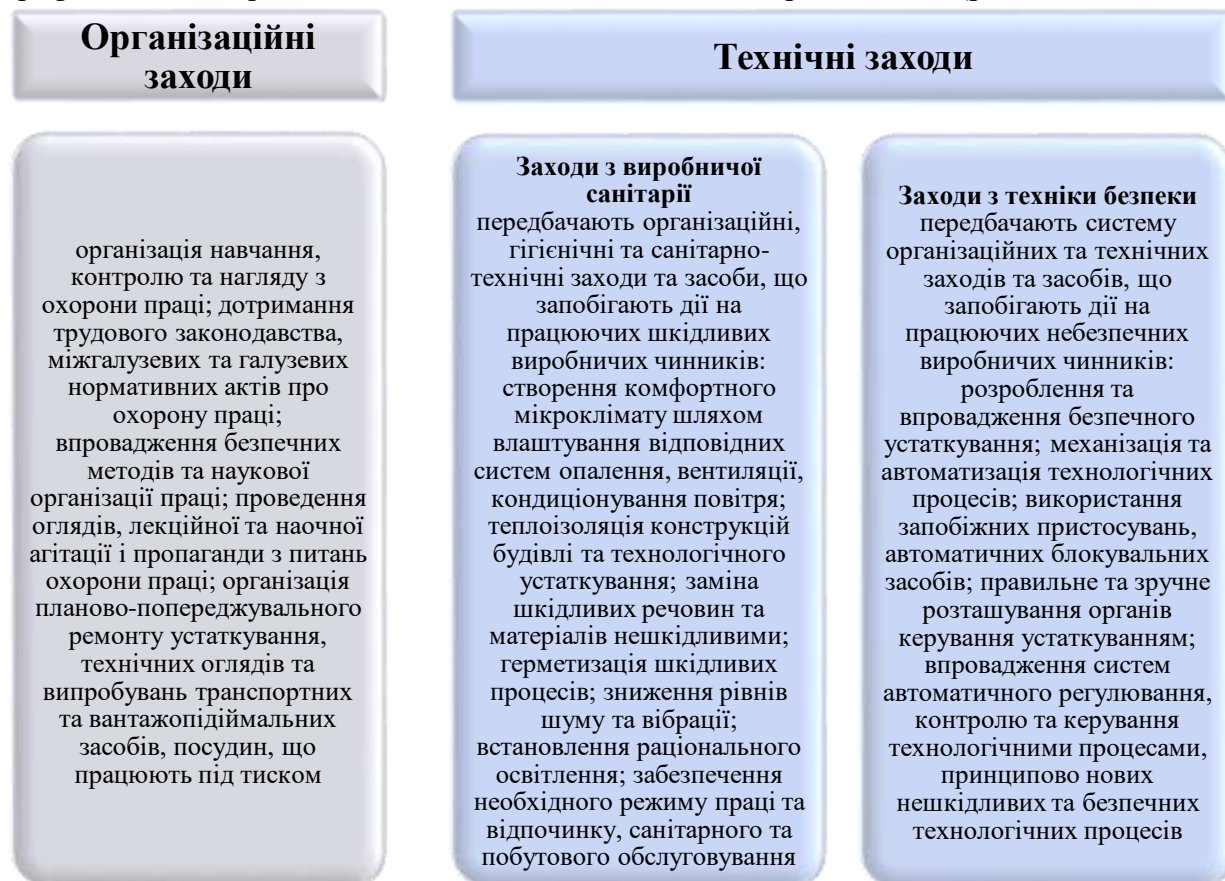 Організаційні
заходи
організація навчання,
контролю та нагляду з
охорони праці; дотримання
трудового законодавства,
міжгалузевих та галузевих
нормативних актів про
охорону праці;
впровадження безпечних
методів та наукової
організації праці; проведення
оглядів, лекційної та наочної
агітації і пропаганди з питань
охорони праці; організація
планово-попереджувального
ремонту устаткування,
технічних оглядів та
випробувань транспортних
та вантажопідіймальних
засобів, посудин, що
працюють під тиском
Технічні заходи
Заходи з виробничої
санітарії
передбачають організаційні,
гігієнічні та санітарно-
технічні заходи та засоби, що
запобігають дії на
працюючих шкідливих
виробничих чинників:
створення комфортного
мікроклімату шляхом
влаштування відповідних
систем опалення, вентиляції,
кондиціонування повітря;
теплоізоляція конструкцій
будівлі та технологічного
устаткування; заміна
шкідливих речовин та
матеріалів нешкідливими;
герметизація шкідливих
процесів; зниження рівнів
шуму та вібрації;
встановлення раціонального
освітлення; забезпечення
необхідного режиму праці та
відпочинку, санітарного та
побутового обслуговування
Заходи з техніки безпеки
передбачають систему
організаційних та технічних
заходів та засобів, що
запобігають дії на
працюючих небезпечних
виробничих чинників:
розроблення та
впровадження безпечного
устаткування; механізація та
автоматизація технологічних
процесів; використання
запобіжних пристосувань,
автоматичних блокувальних
засобів; правильне та зручне
розташування органів
керування устаткуванням;
впровадження систем
автоматичного регулювання,
контролю та керування
технологічними процесами,
принципово нових
нешкідливих та безпечних
технологічних процесів